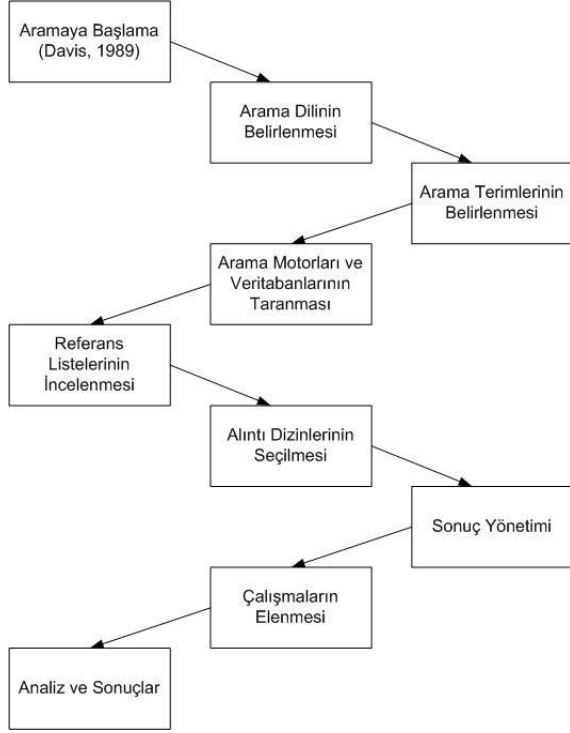 Aramaya Başlama
(Davis, 1989)
Arama Dilinin
Belirlenmesi
Arama Terimlerinin
Belirlenmesi
Arama Motorları ve
Veritabanlarının
Taranması
Referans
Listelerinin
İncelenmesi
Alıntı Dizinlerinin
Seçilmesi
Sonuç Yönetimi
Çalışmaların
Elenmesi
Analiz ve Sonuçlar